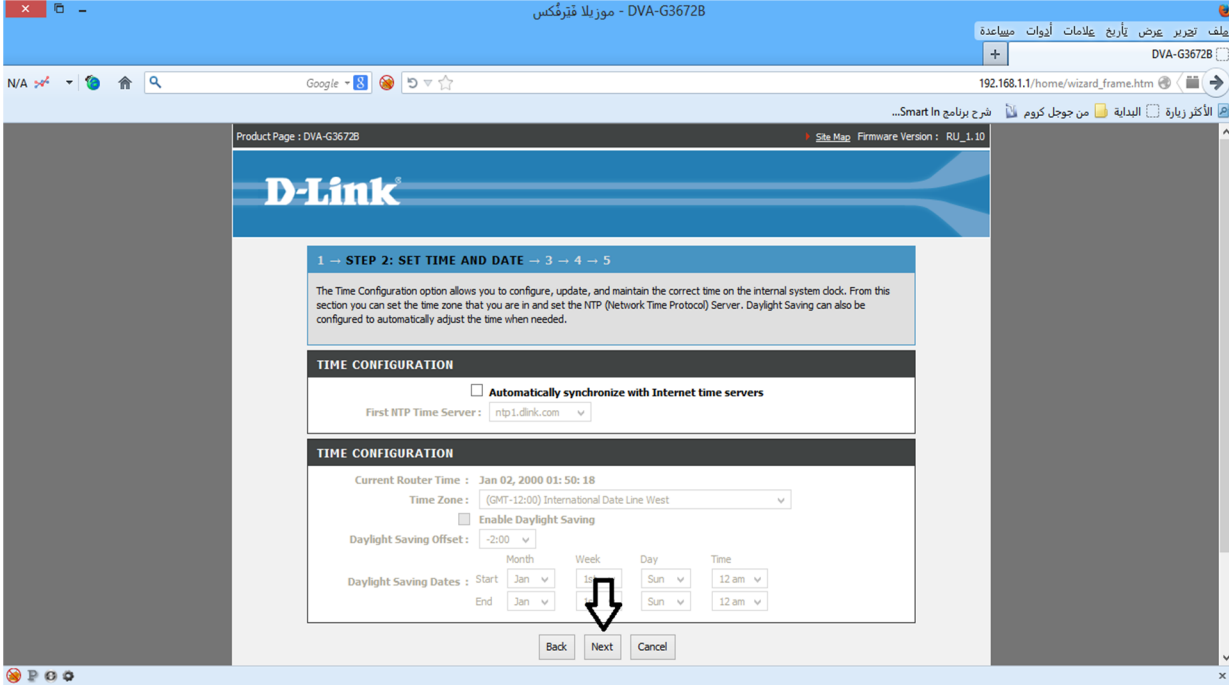 DVA-G3672B - موزيلا فَيَرفُكس
ملف تحرير عرض تأريخ علامات أدوات مساعدة
DVA-G3672B
192.168.1.1/home/wizard_frame.htm
Google
N/A
الأكثر زيارة البداية من جوجل كروم شرح برنامج Smart In...
Product Page : DVA-G3672B Site Map Firmware Version : RU_1.10
D-Link®
1 → STEP 2: SET TIME AND DATE → 3 → 4 → 5
The Time Configuration option allows you to configure, update, and maintain the correct time on the internal system clock. From this
section you can set the time zone that you are in and set the NTP (Network Time Protocol) Server. Daylight Saving can also be
configured to automatically adjust the time when needed.
TIME CONFIGURATION
Automatically synchronize with Internet time servers
First NTP Time Server : ntp1.dlink.com
TIME CONFIGURATION
Current Router Time : Jan 02, 2000 01: 50: 18
Time Zone : (GMT-12:00) International Date Line West
Enable Daylight Saving
Daylight Saving Offset : -2:00
Month Week Day Time
Daylight Saving Dates : Start Jan 1st Sun 12 am
End Jan Sun 12 am
Back Next Cancel